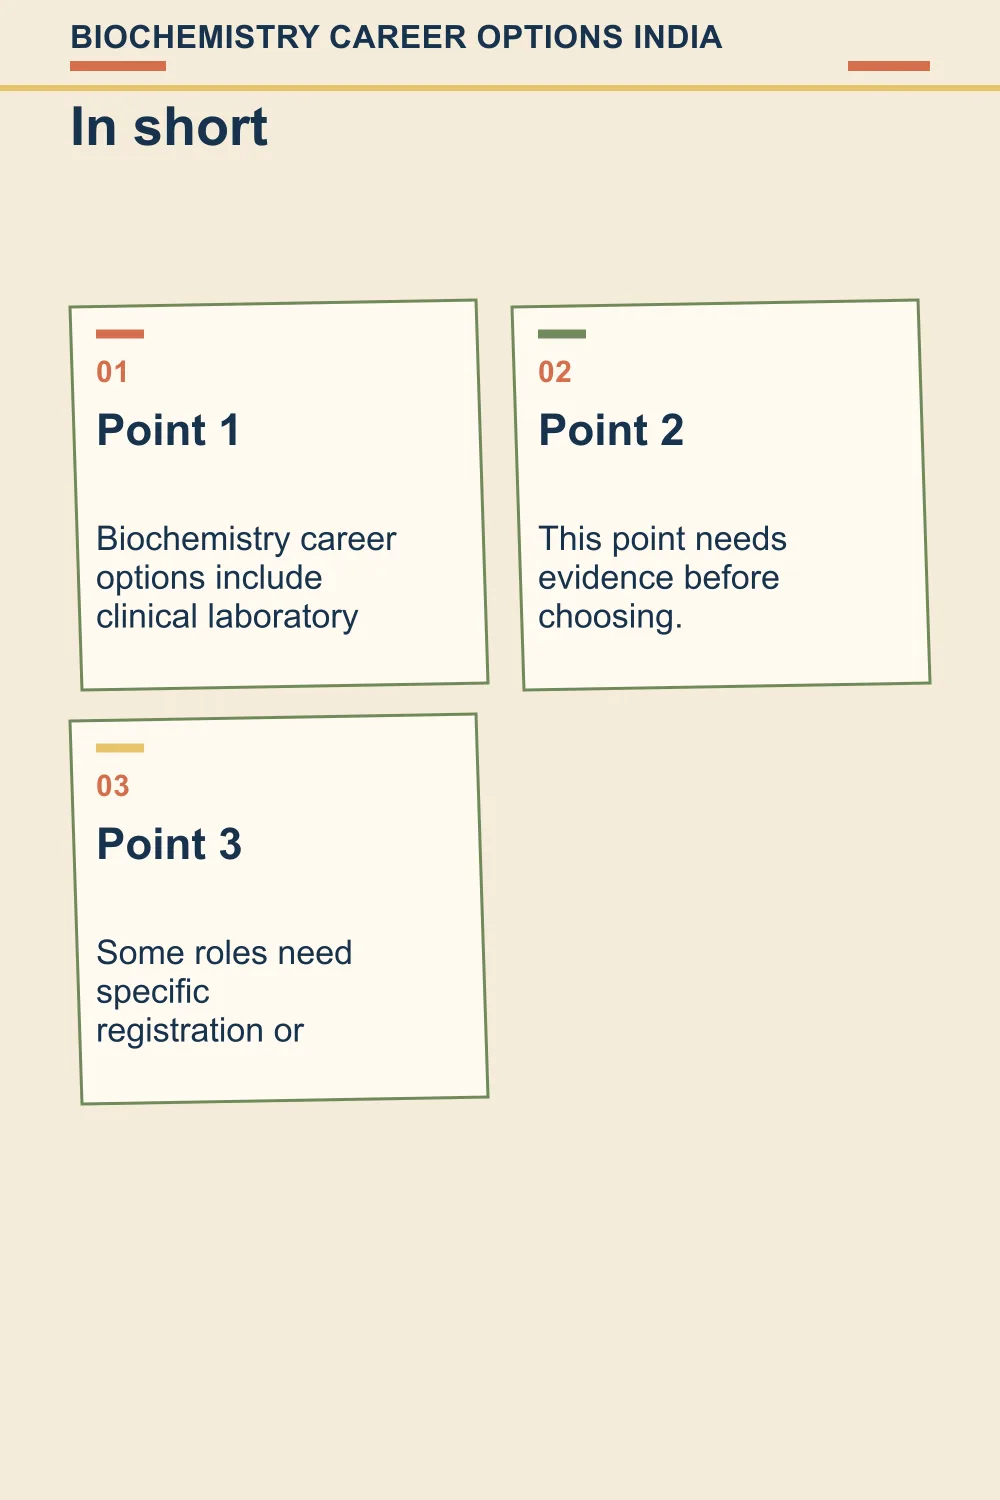 BIOCHEMISTRY CAREER OPTIONS INDIA
In short
01
Point 1
Biochemistry career
options include
clinical laboratory
02
Point 2
This point needs
evidence before
choosing.
03
Point 3
Some roles need
specific
registration or